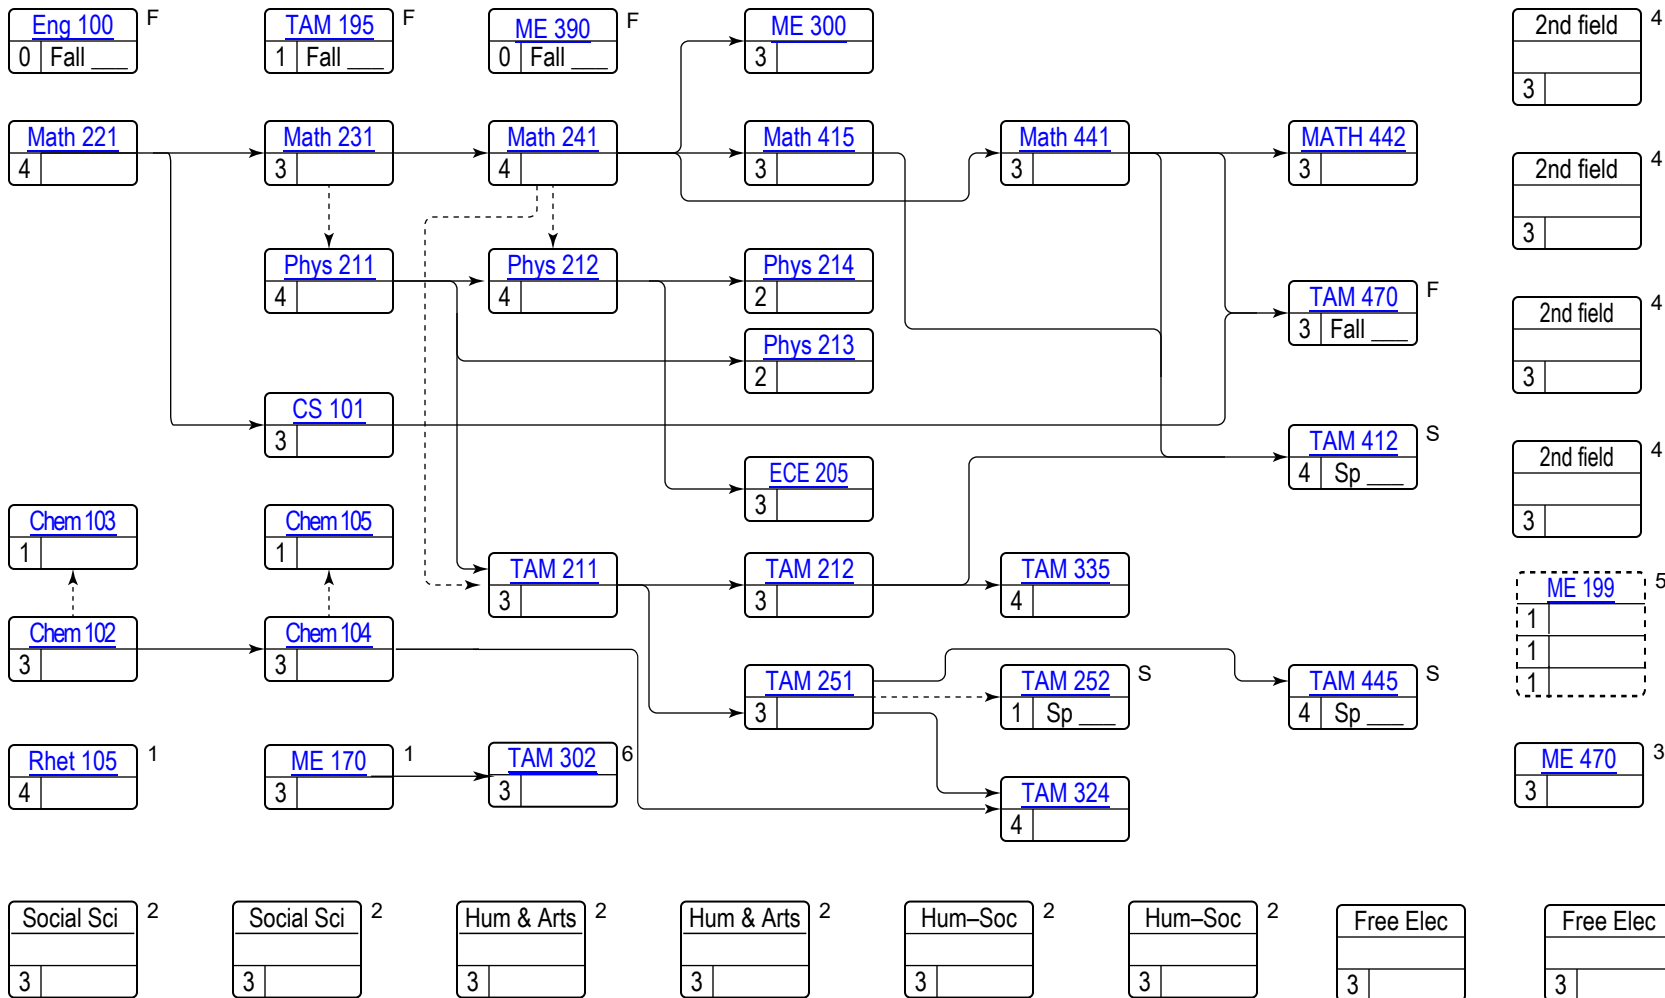 Eng 100 F
0 Fall ___
TAM 195 F
1 Fall ___
ME 390 F
0 Fall ___
ME 300
3
2nd field 4
3
Math 221
4
Math 231
3
Math 241
4
Math 415
3
Math 441
3
MATH 442
3
2nd field 4
3
Phys 211
4
Phys 212
4
Phys 214
2
TAM 470 F
3 Fall ___
2nd field 4
3
Phys 213
2
CS 101
3
TAM 412 S
4 Sp ___
2nd field 4
3
ECE 205
3
Chem 103
1
Chem 105
1
TAM 211
3
TAM 212
3
TAM 335
4
ME 199 5
1
1
1
Chem 102
3
Chem 104
3
TAM 251
3
TAM 252 S
1 Sp ___
TAM 445 S
4 Sp ___
Rhet 105 1
4
ME 170 1
3
TAM 302 6
3
ME 470 3
3
TAM 324
4
Social Sci 2
3
Social Sci 2
3
Hum & Arts 2
3
Hum & Arts 2
3
Hum–Soc 2
3
Hum–Soc 2
3
Free Elec
3
Free Elec
3